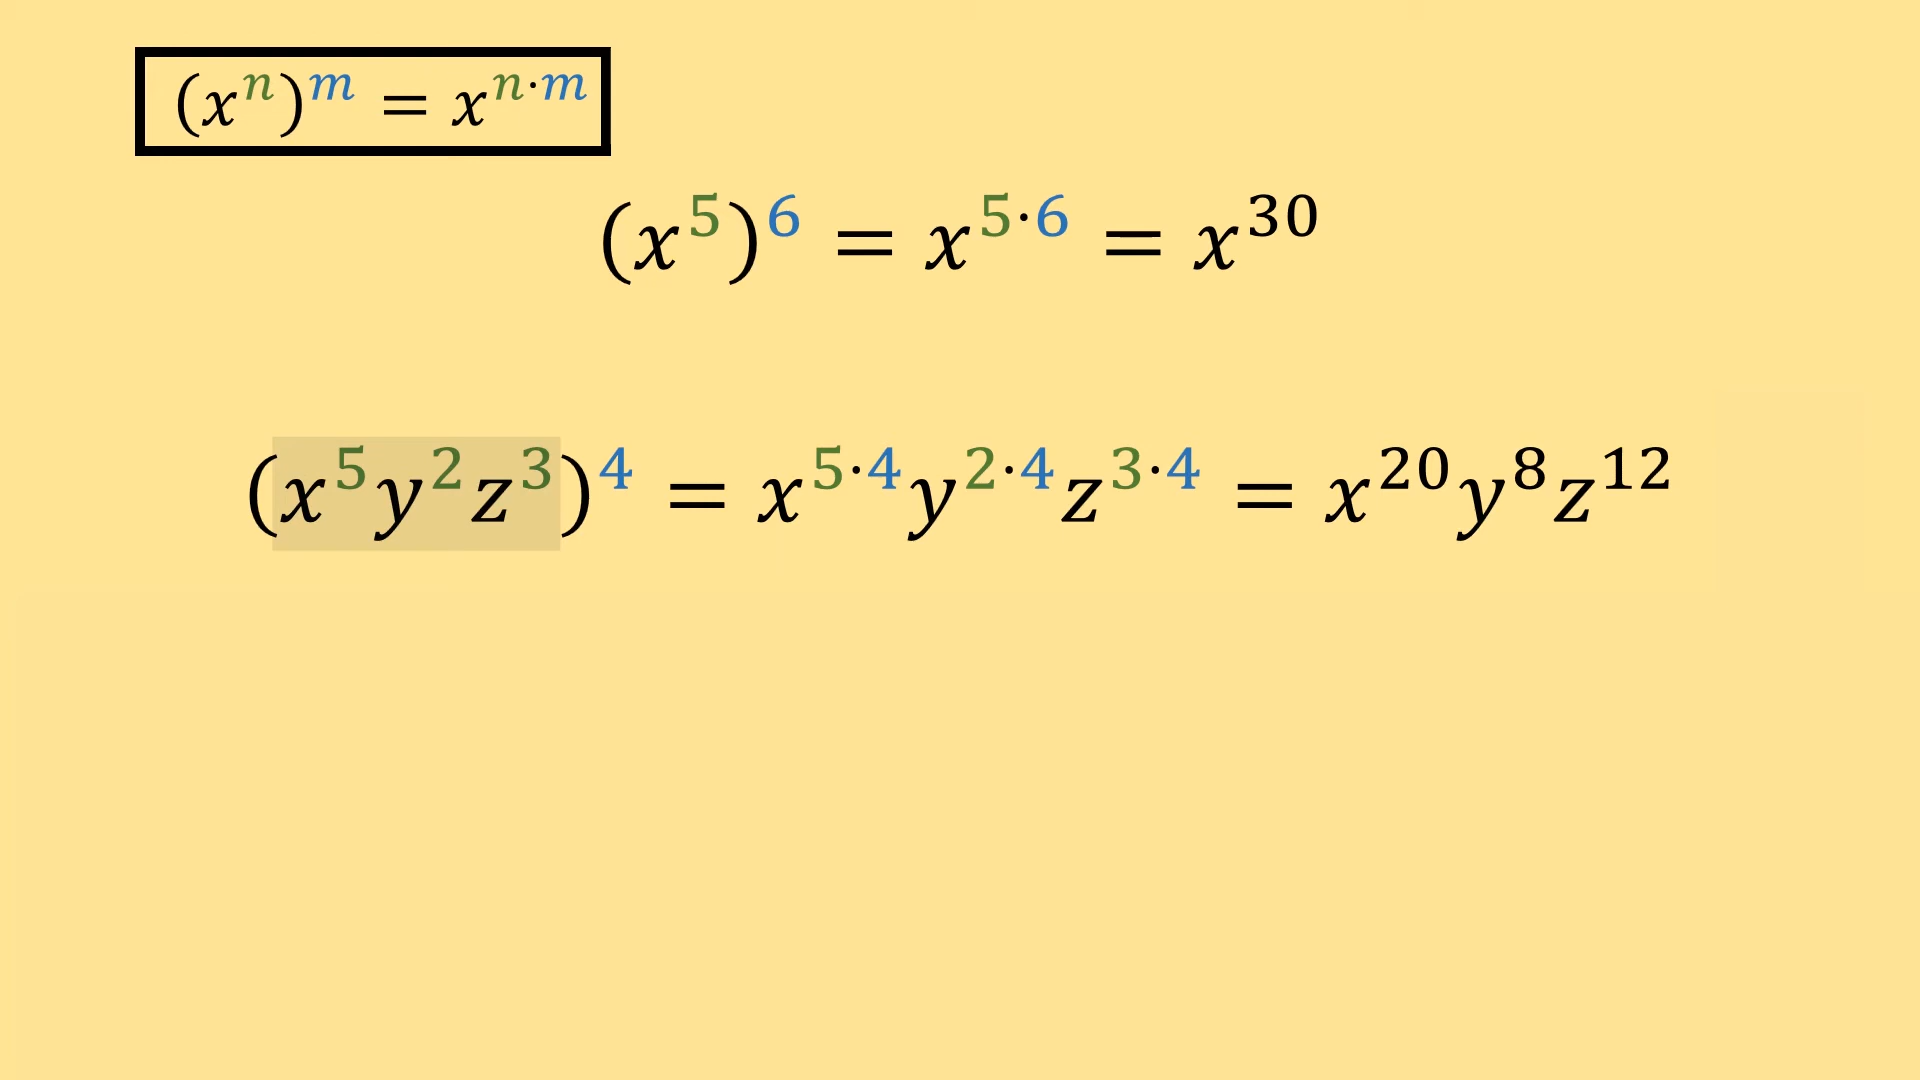 (xⁿ)ᵐ = xⁿ·ᵐ
(x⁵)⁶ = x⁵·⁶ = x³⁰
(x⁵y²z³)⁴ = x⁵·⁴y²·⁴z³·⁴ = x²⁰y⁸z¹²